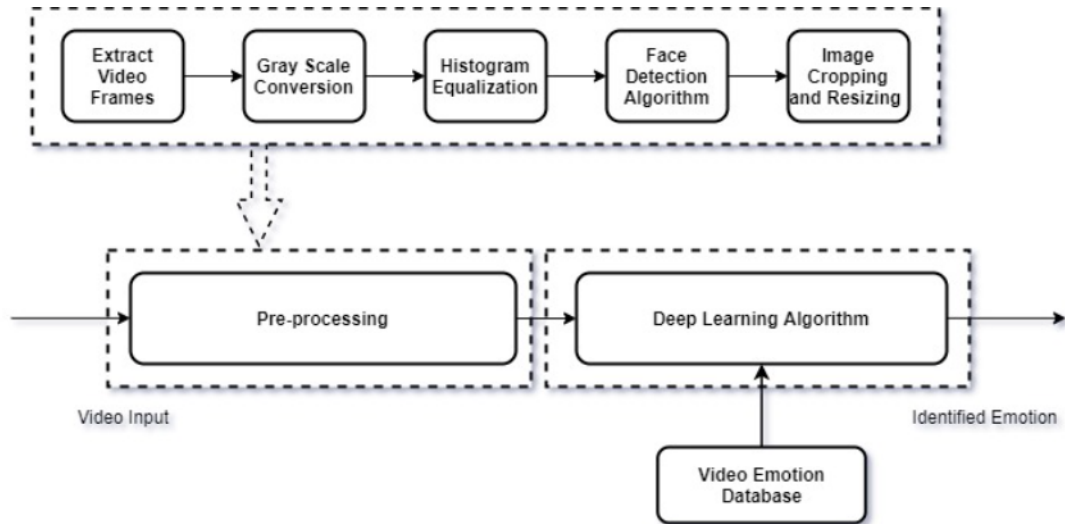 Extract
Video
Frames
Gray Scale
Conversion
Histogram
Equalization
Face
Detection
Algorithm
Image
Cropping
and Resizing
Pre-processing
Deep Learning Algorithm
Video Input
Identified Emotion
Video Emotion
Database